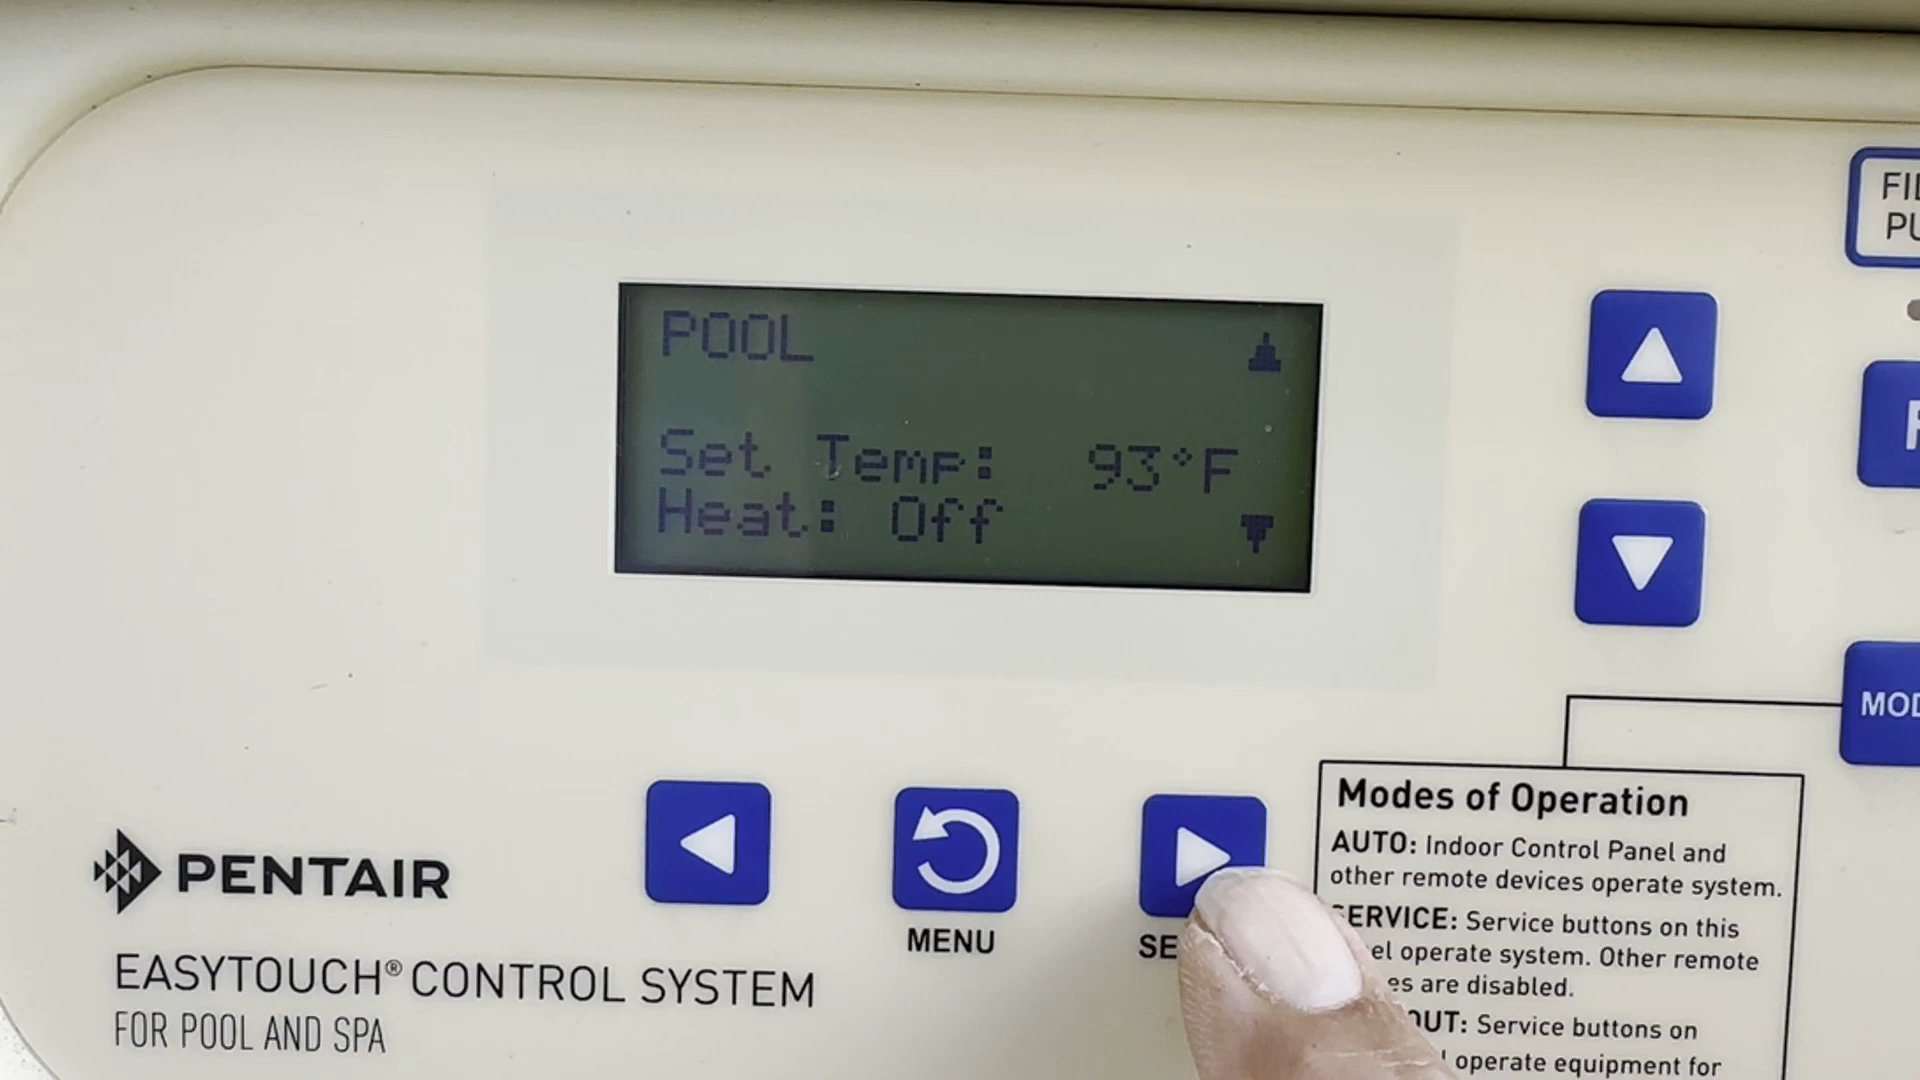 POOL
Set Temp: 93°F
Heat: Off
MENU
PENTAIR
EASYTOUCH® CONTROL SYSTEM
FOR POOL AND SPA
Modes of Operation
AUTO: Indoor Control Panel and
other remote devices operate system.
SERVICE: Service buttons on this
operate system. Other remote
are disabled.
Service buttons on
operate equipment for